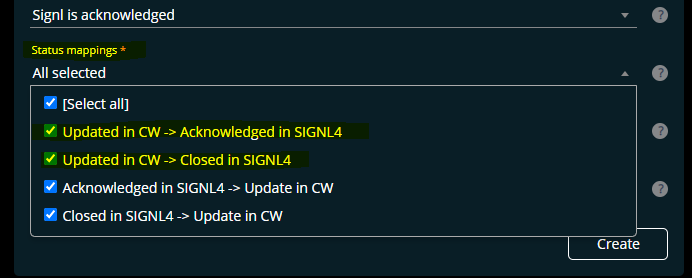 Signl is acknowledged
?
Status mappings *
All selected
?
[Select all]
Updated in CW -> Acknowledged in SIGNL4
?
Updated in CW -> Closed in SIGNL4
Acknowledged in SIGNL4 -> Update in CW
?
Closed in SIGNL4 -> Update in CW
Create